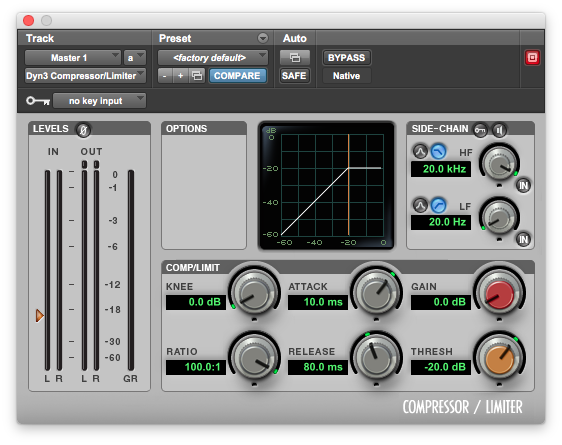 Track Preset Auto
Master 1 a <factory default> BYPASS
Dyn3 Compressor/Limiter - + COMPARE SAFE Native
no key input
LEVELS Ø OPTIONS SIDE-CHAIN
IN OUT
0
-1
-3
-6
-12
-18
-30
-60
L R L R GR
dB
0
-20
-40
-60
-60 -40 -20 0
HF
20.0 kHz
IN
LF
20.0 Hz
IN
COMP/LIMIT
KNEE ATTACK GAIN
0.0 dB 10.0 ms 0.0 dB
RATIO RELEASE THRESH
100.0:1 80.0 ms -20.0 dB
COMPRESSOR / LIMITER